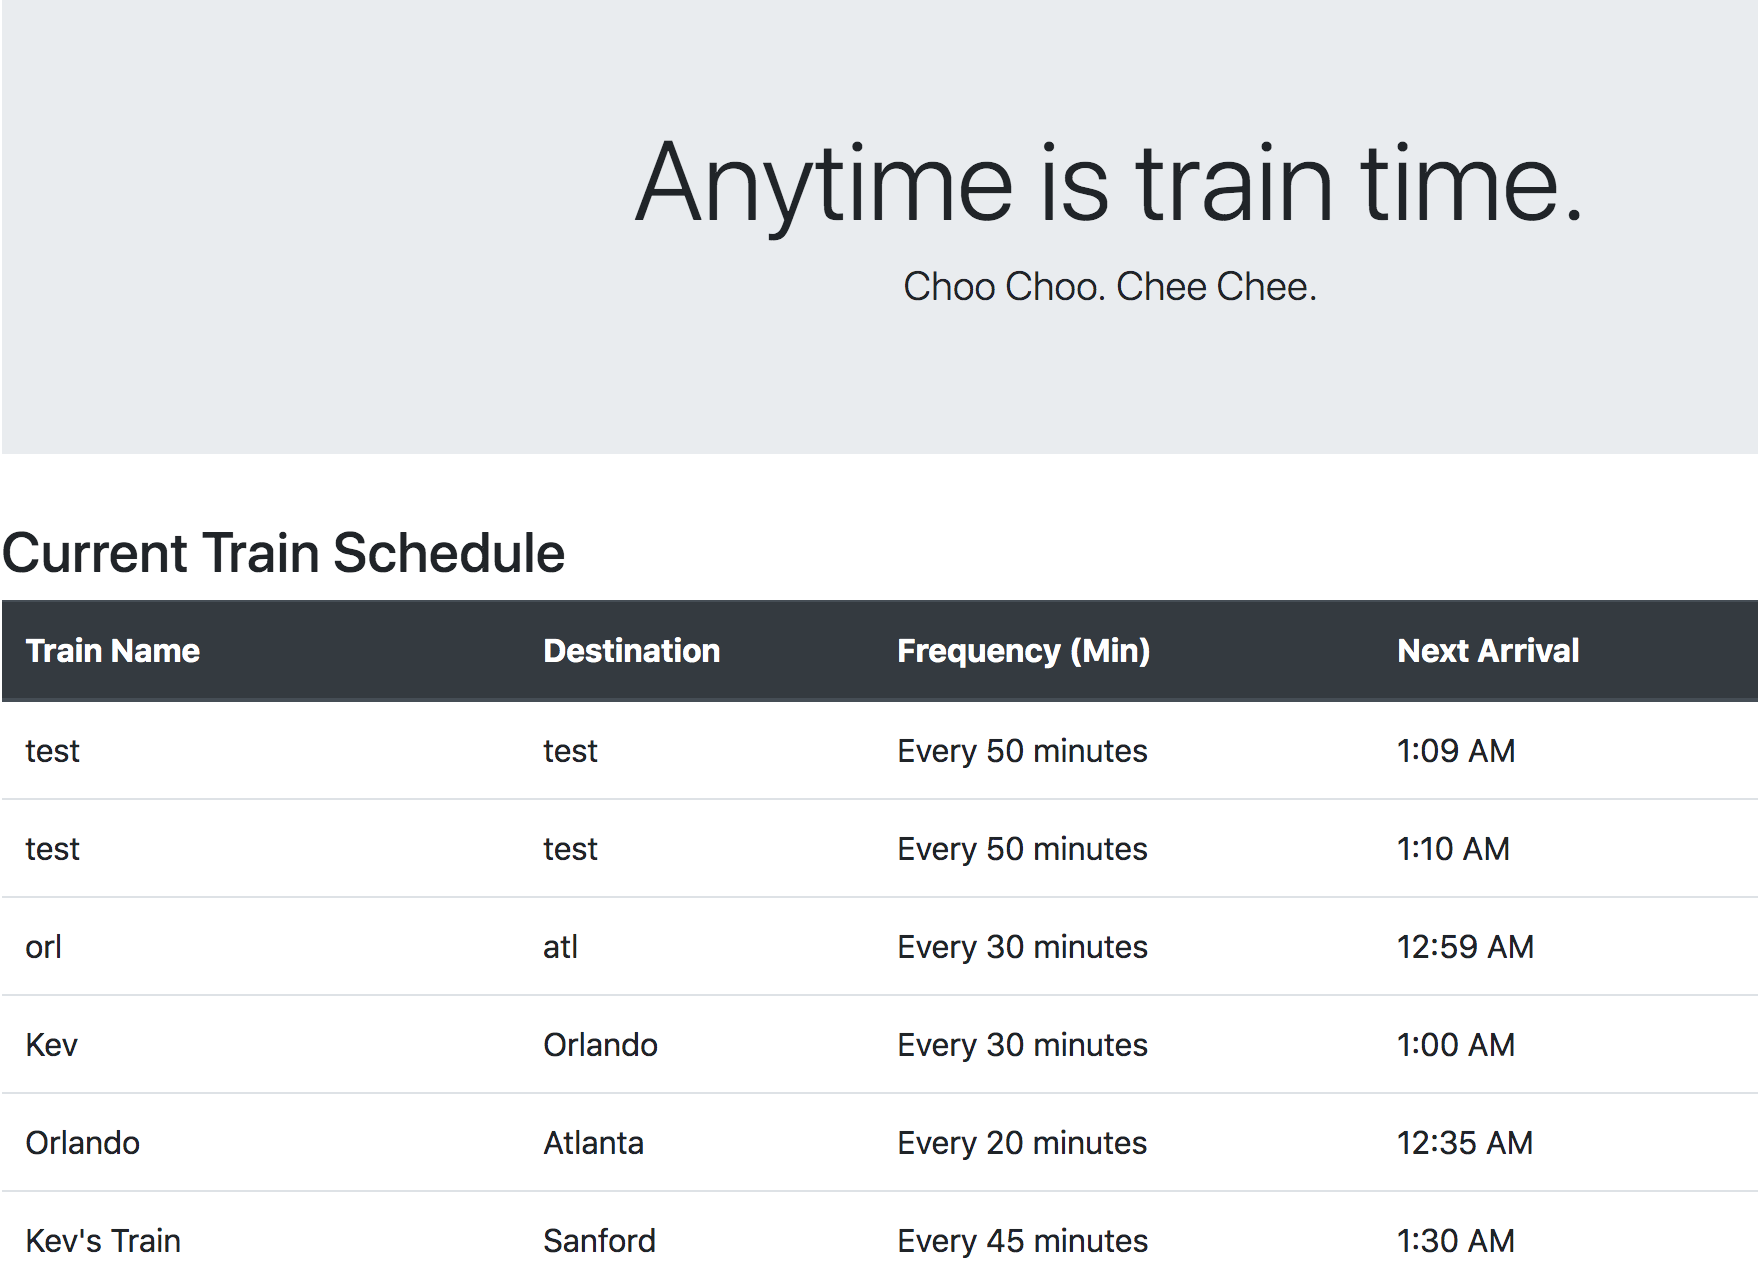 Anytime is train time.
Choo Choo. Chee Chee.
Current Train Schedule
Train Name Destination Frequency (Min) Next Arrival
test test Every 50 minutes 1:09 AM
test test Every 50 minutes 1:10 AM
orl atl Every 30 minutes 12:59 AM
Kev Orlando Every 30 minutes 1:00 AM
Orlando Atlanta Every 20 minutes 12:35 AM
Kev's Train Sanford Every 45 minutes 1:30 AM